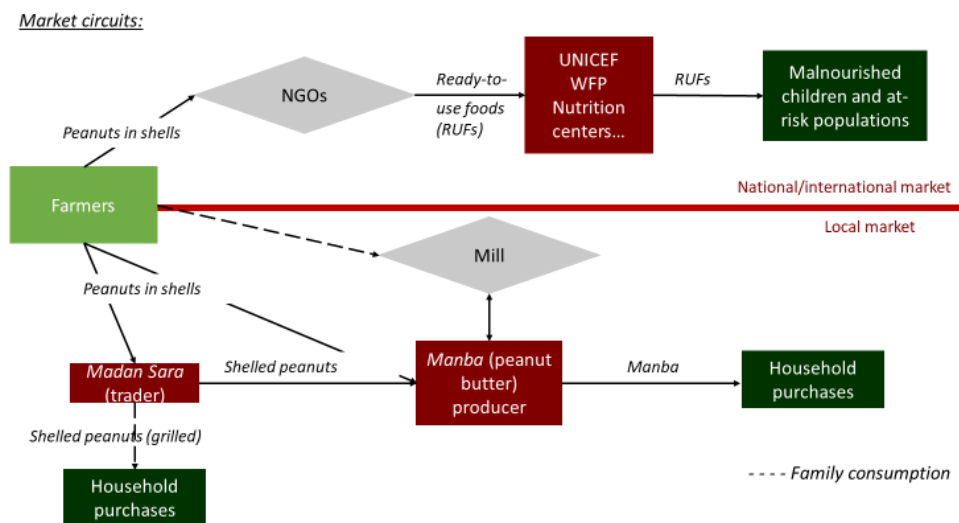 Market circuits:
NGOs
Ready-to-
use foods
(RUFs)
UNICEF
WFP
Nutrition
centers...
RUFs
Malnourished
children and at-
risk populations
Peanuts in shells
Farmers
National/international market
Local market
Mill
Peanuts in shells
Madan Sara
(trader)
Shelled peanuts
Manba (peanut
butter)
producer
Manba
Household
purchases
Shelled peanuts (grilled)
Household
purchases
---- Family consumption